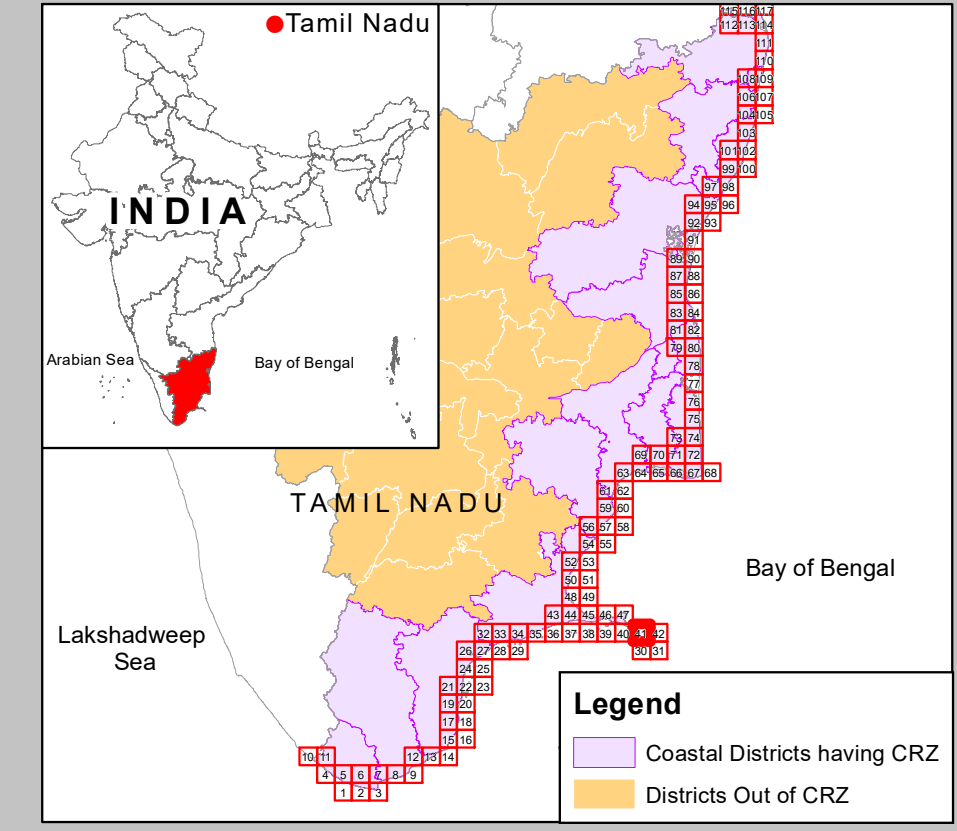 Tamil Nadu
INDIA
Arabian Sea
Bay of Bengal
115 116 117
112 113 114
111
110
108 109
106 107
104 105
103
101 102
99 100
97 98
94 95 96
92 93
91
89 90
87 88
85 86
83 84
81 82
79 80
78
77
76
75
73 74
69 70 71 72
63 64 65 66 67 68
61 62
TAMIL NADU
59 60
56 57 58
54 55
52 53
Bay of Bengal
50 51
48 49
43 44 45 46 47
Lakshadweep
Sea
32 33 34 35 36 37 38 39 40 41 42
26 27 28 29
30 31
24 25
21 22 23
19 20
17 18
15 16
10 11
12 13 14
4 5 6 7 8 9
1 2 3
Legend
Coastal Districts having CRZ
Districts Out of CRZ